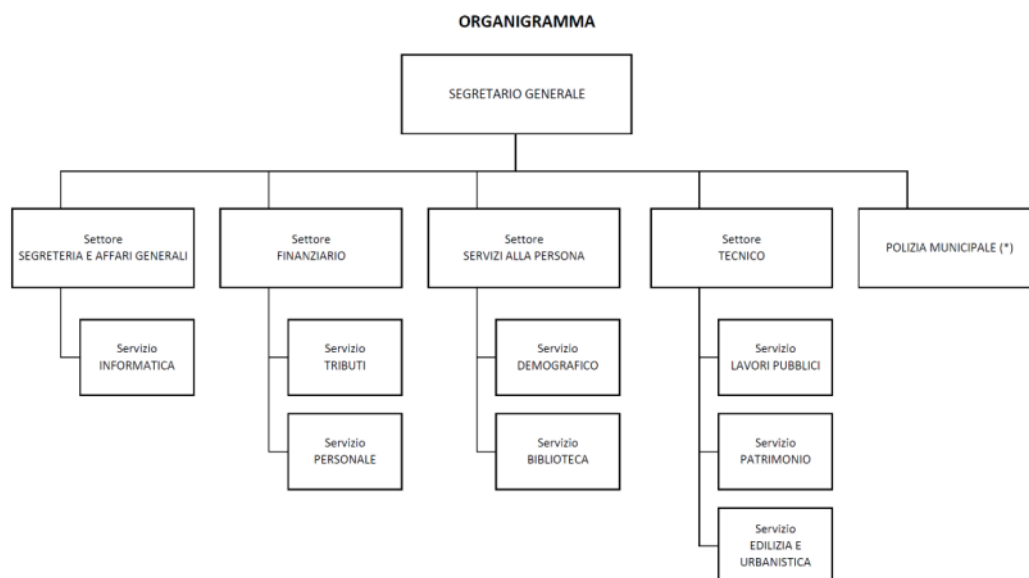 ORGANIGRAMMA
SEGRETARIO GENERALE
Settore
SEGRETERIA E AFFARI GENERALI
Settore
FINANZIARIO
Settore
SERVIZI ALLA PERSONA
Settore
TECNICO
POLIZIA MUNICIPALE (*)
Servizio
INFORMATICA
Servizio
TRIBUTI
Servizio
DEMOGRAFICO
Servizio
LAVORI PUBBLICI
Servizio
PERSONALE
Servizio
BIBLIOTECA
Servizio
PATRIMONIO
Servizio
EDILIZIA E
URBANISTICA